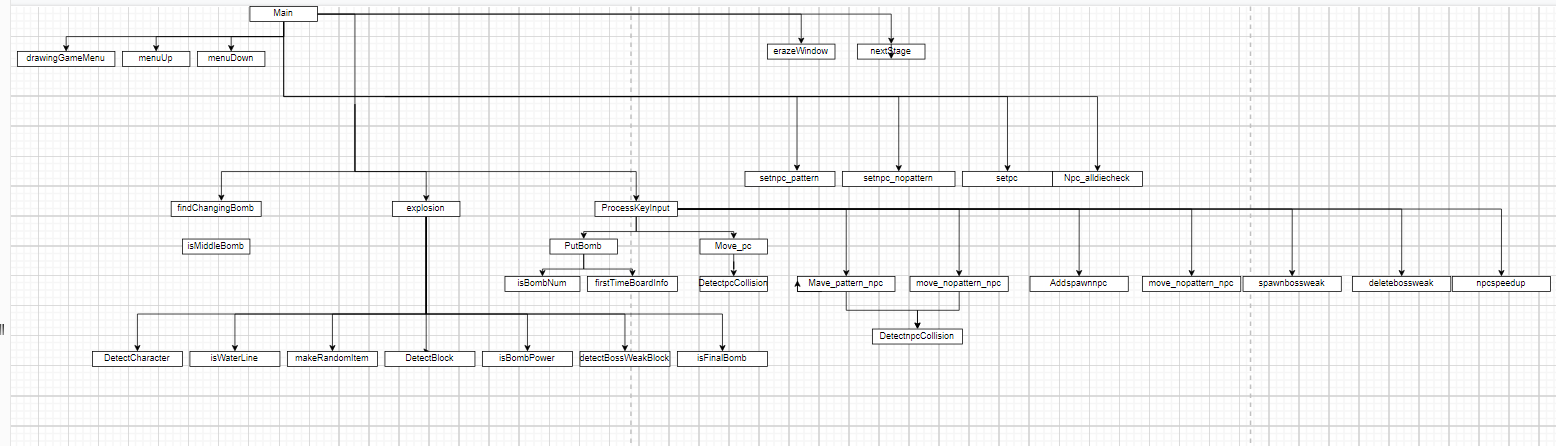 Main
erazeWindow
nextStage
drawingGameMenu
menuUp
menuDown
setnpc_pattern
setnpc_nopattern
setpc
Npc_alldiecheck
findChangingBomb
explosion
ProcessKeyInput
isMiddleBomb
PutBomb
Move_pc
isBombNum
firstTimeBoardInfo
DetectpcCollision
Mave_pattern_npc
move_nopattern_npc
Addspawnnpc
move_nopattern_npc
spawnbossweak
deletebossweak
npcspeedup
DetectnpcCollision
DetectCharacter
isWaterLine
makeRandomItem
DetectBlock
isBombPower
detectBossWeakBlock
isFinalBomb